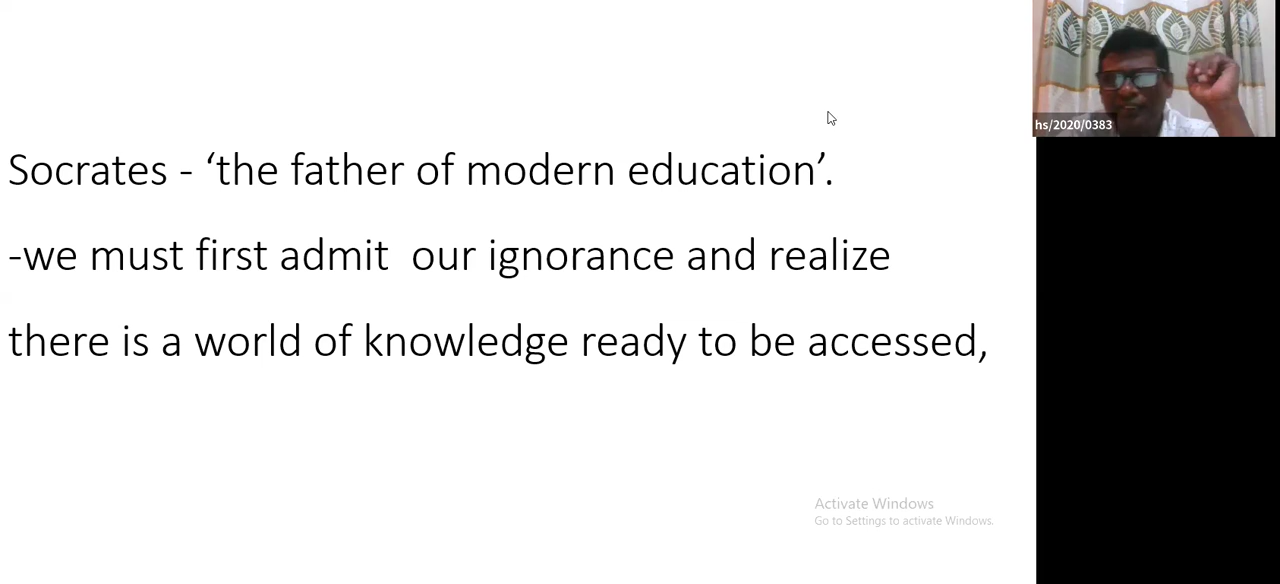 Socrates - ‘the father of modern education’.
-we must first admit  our ignorance and realize
there is a world of knowledge ready to be accessed,
hs/2020/0383
Activate Windows
Go to Settings to activate Windows.